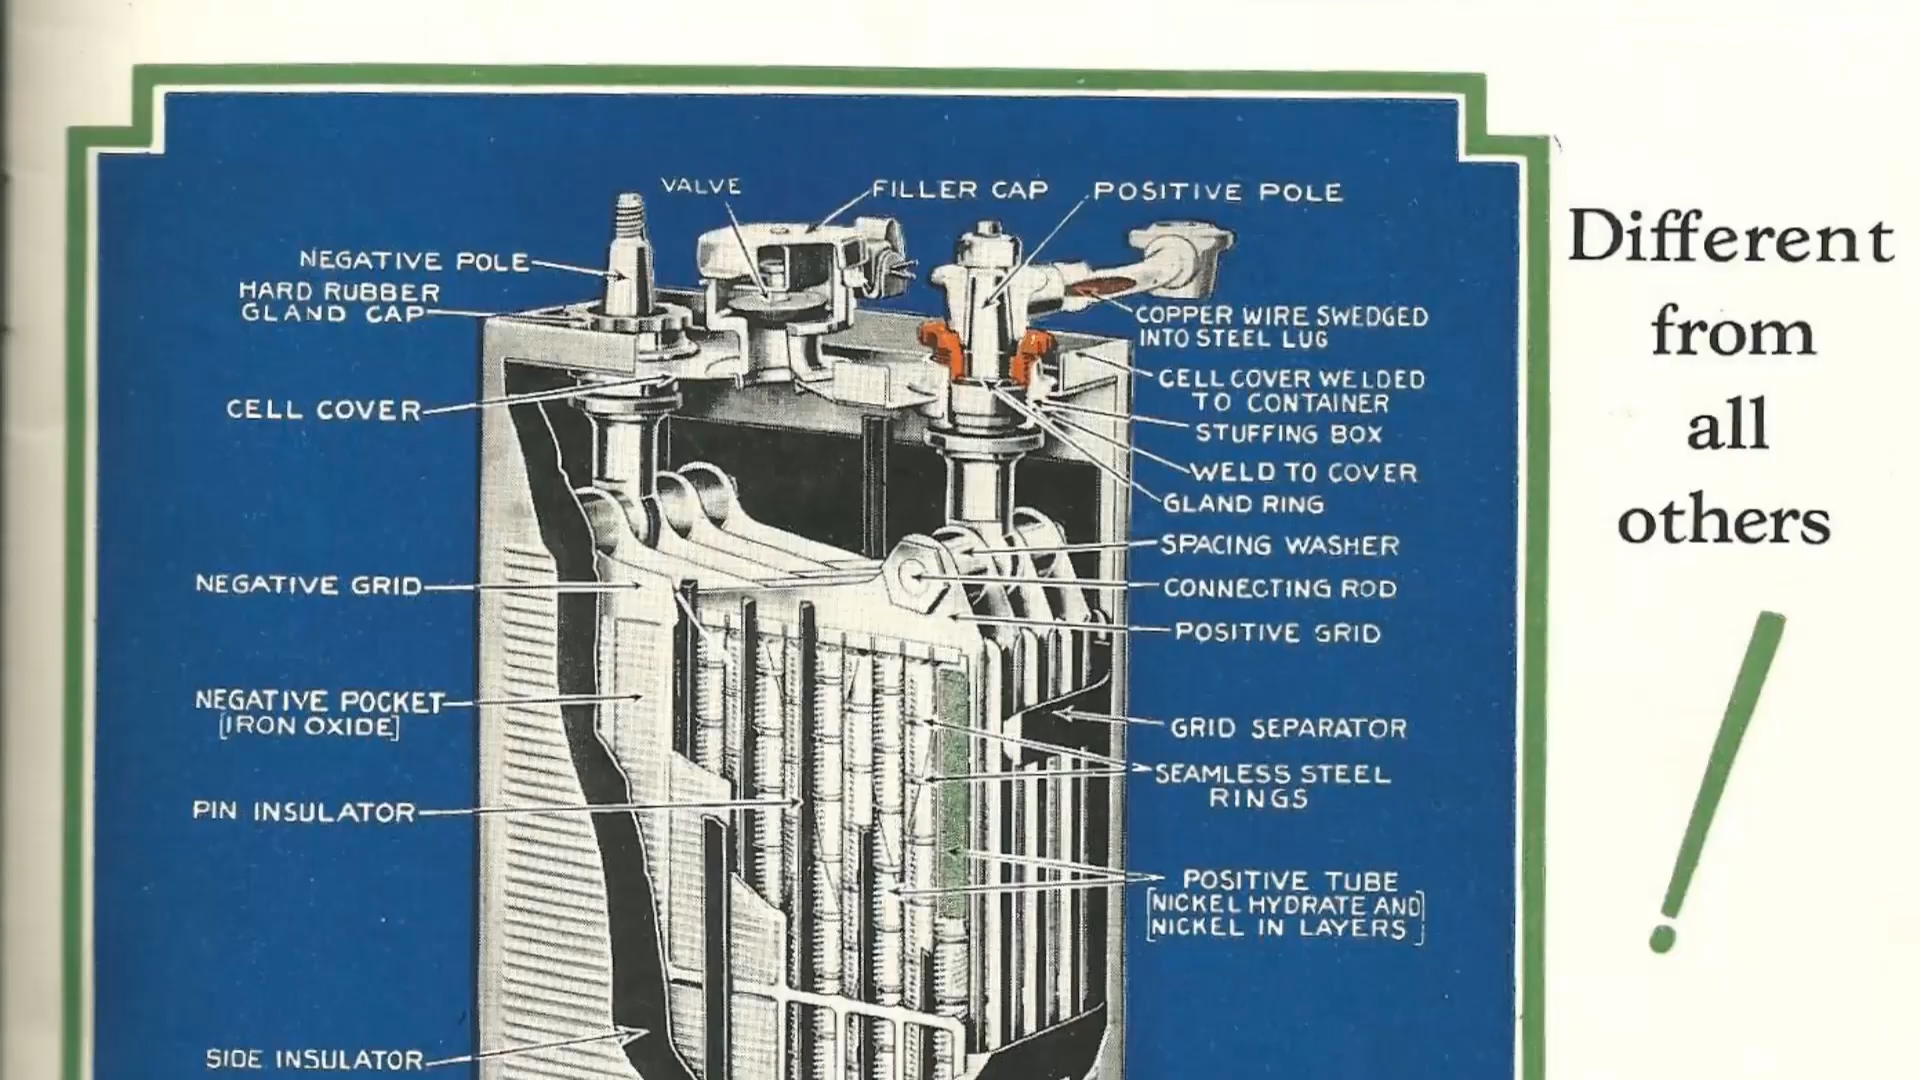 VALVE
FILLER CAP
POSITIVE POLE
NEGATIVE POLE
HARD RUBBER
GLAND CAP
COPPER WIRE SWEDGED
INTO STEEL LUG
CELL COVER WELDED
TO CONTAINER
CELL COVER
STUFFING BOX
WELD TO COVER
GLAND RING
SPACING WASHER
NEGATIVE GRID
CONNECTING ROD
POSITIVE GRID
NEGATIVE POCKET
[IRON OXIDE]
GRID SEPARATOR
SEAMLESS STEEL
RINGS
PIN INSULATOR
POSITIVE TUBE
[NICKEL HYDRATE AND
NICKEL IN LAYERS]
SIDE INSULATOR
Different
from
all
others
!